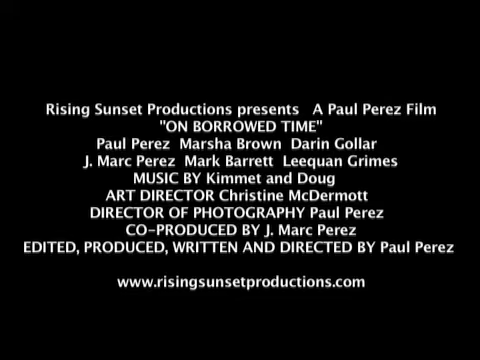 Rising Sunset Productions presents   A Paul Perez Film
"ON BORROWED TIME"
Paul Perez  Marsha Brown  Darin Gollar
J. Marc Perez  Mark Barrett  Leequan Grimes
MUSIC BY Kimmet and Doug
ART DIRECTOR Christine McDermott
DIRECTOR OF PHOTOGRAPHY Paul Perez
CO-PRODUCED BY J. Marc Perez
EDITED, PRODUCED, WRITTEN AND DIRECTED BY Paul Perez
www.risingsunsetproductions.com